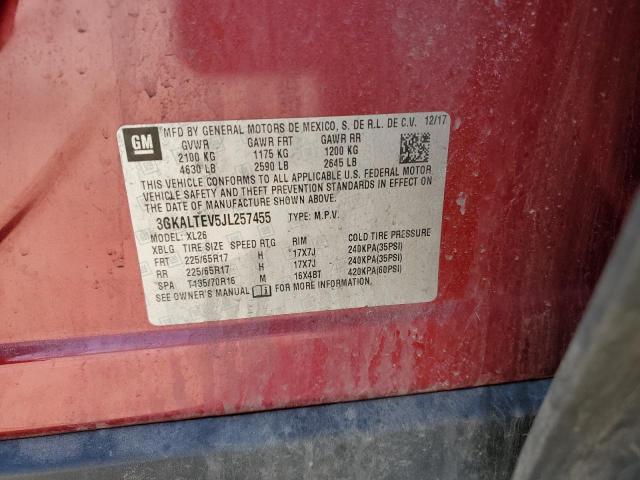 GM
MFD BY GENERAL MOTORS DE MEXICO, S. DE R.L. DE C.V. 12/17
GVWR GAWR FRT GAWR RR
2100 KG 1175 KG 1200 KG
4630 LB 2590 LB 2645 LB
THIS VEHICLE CONFORMS TO ALL APPLICABLE U.S. FEDERAL MOTOR
VEHICLE SAFETY AND THEFT PREVENTION STANDARDS IN EFFECT ON
THE DATE OF MANUFACTURE SHOWN ABOVE.
3GKALTEV5JL257455 TYPE: M.P.V.
MODEL: XL26
XBLG TIRE SIZE SPEED RTG RIM COLD TIRE PRESSURE
FRT 225/65R17 H 17X7J 240KPA(35PSI)
RR 225/65R17 H 17X7J 240KPA(35PSI)
SPA T135/70R16 M 16X4BT 420KPA(60PSI)
SEE OWNER'S MANUAL FOR MORE INFORMATION.